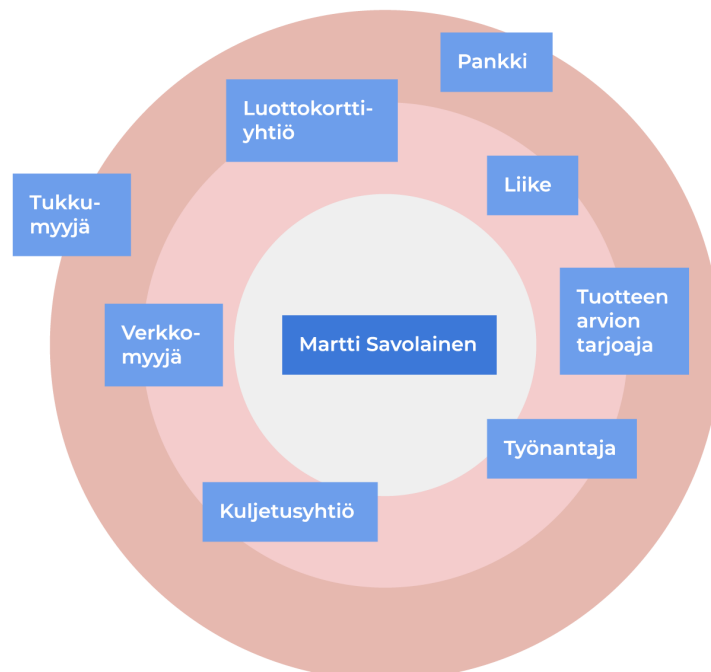 Pankki
Luottokortti-
yhtiö
Liike
Tukku-
myyjä
Tuotteen
arvion
tarjoaja
Verkko-
myyjä
Martti Savolainen
Työnantaja
Kuljetusyhtiö